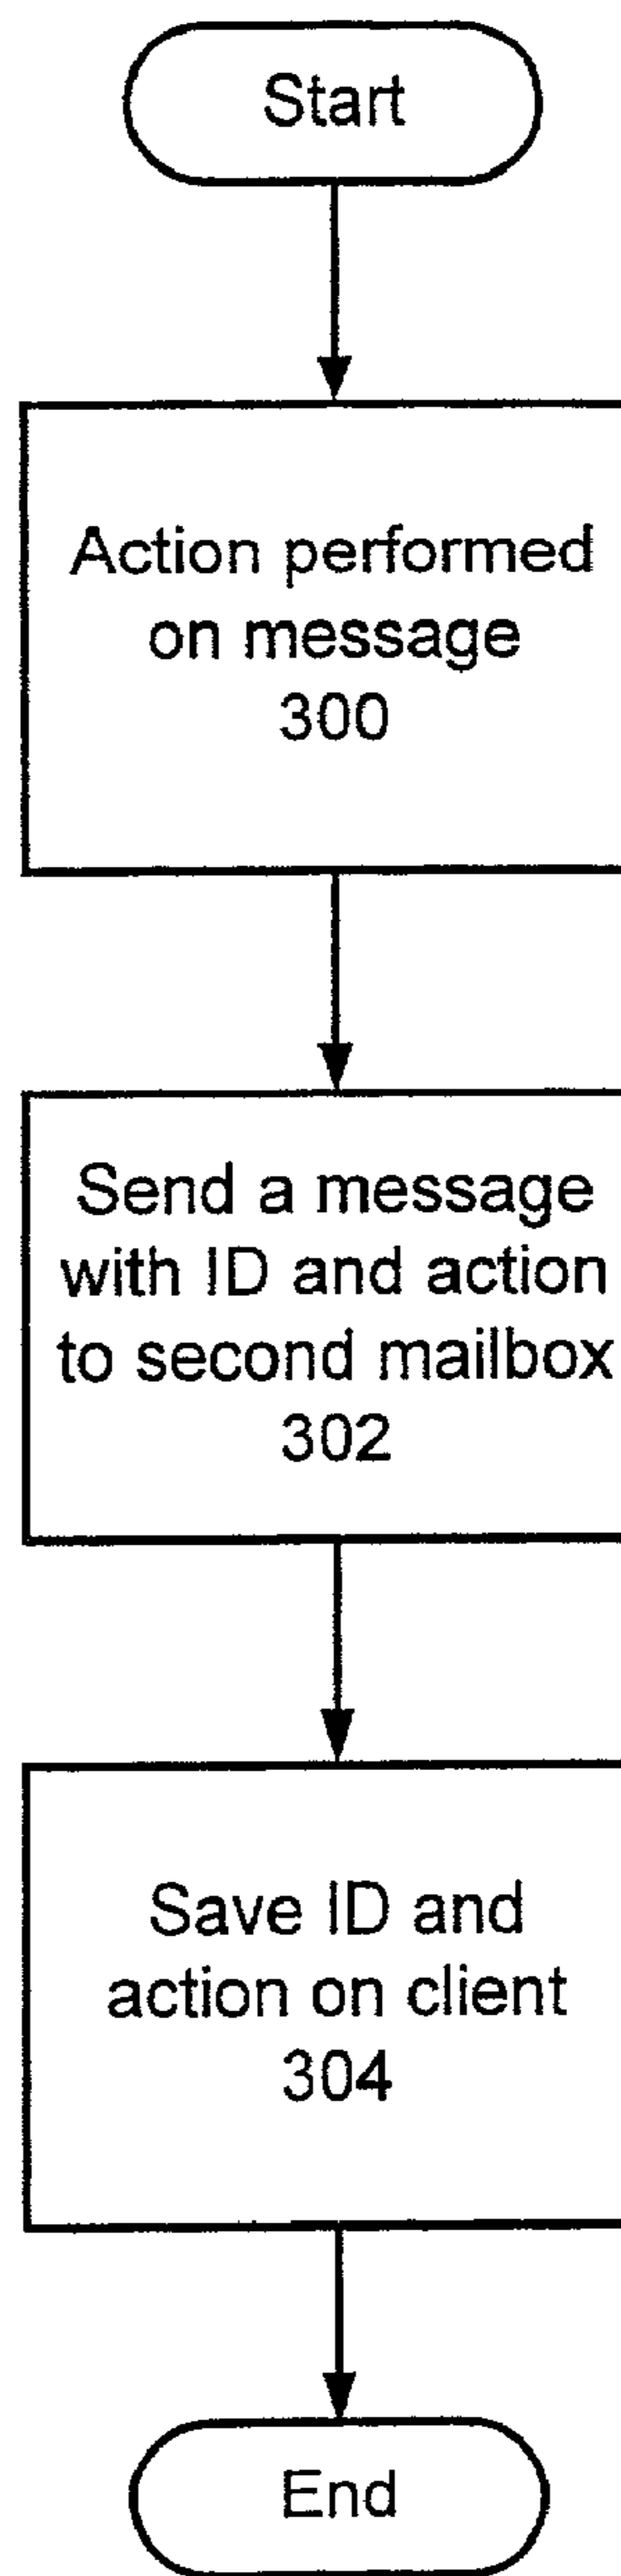 Start
Action performed
on message
300
Send a message
with ID and action
to second mailbox
302
Save ID and
action on client
304
End